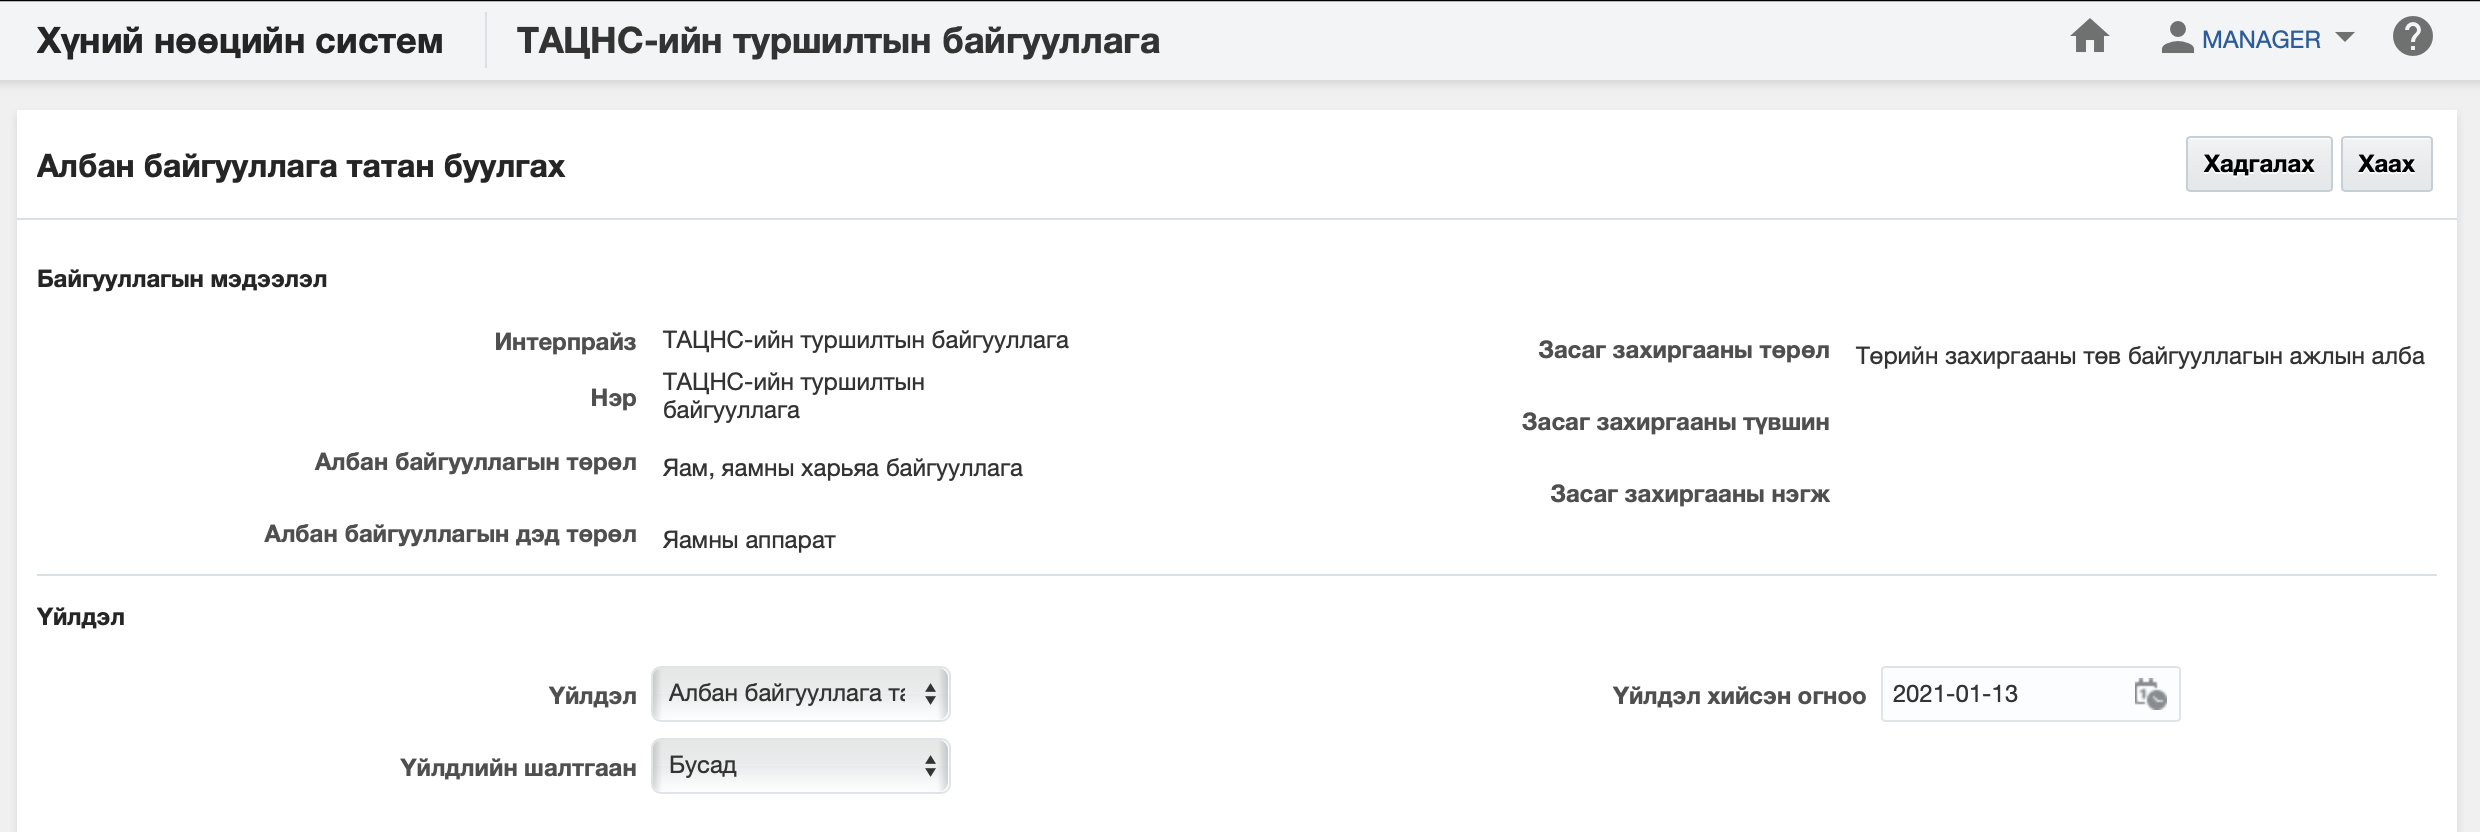 Хүний нөөцийн систем
ТАЦНС-ийн туршилтын байгууллага
MANAGER
?
Албан байгууллага татан буулгах
Хадгалах
Хаах
Байгууллагын мэдээлэл
Интерпрайз
ТАЦНС-ийн туршилтын байгууллага
Нэр
ТАЦНС-ийн туршилтын
байгууллага
Албан байгууллагын төрөл
Яам, яамны харьяа байгууллага
Албан байгууллагын дэд төрөл
Яамны аппарат
Засаг захиргааны төрөл
Төрийн захиргааны төв байгууллагын ажлын алба
Засаг захиргааны түвшин
Засаг захиргааны нэгж
Үйлдэл
Үйлдэл
Албан байгууллага та
Үйлдэл хийсэн огноо
2021-01-13
Үйлдлийн шалтгаан
Бусад